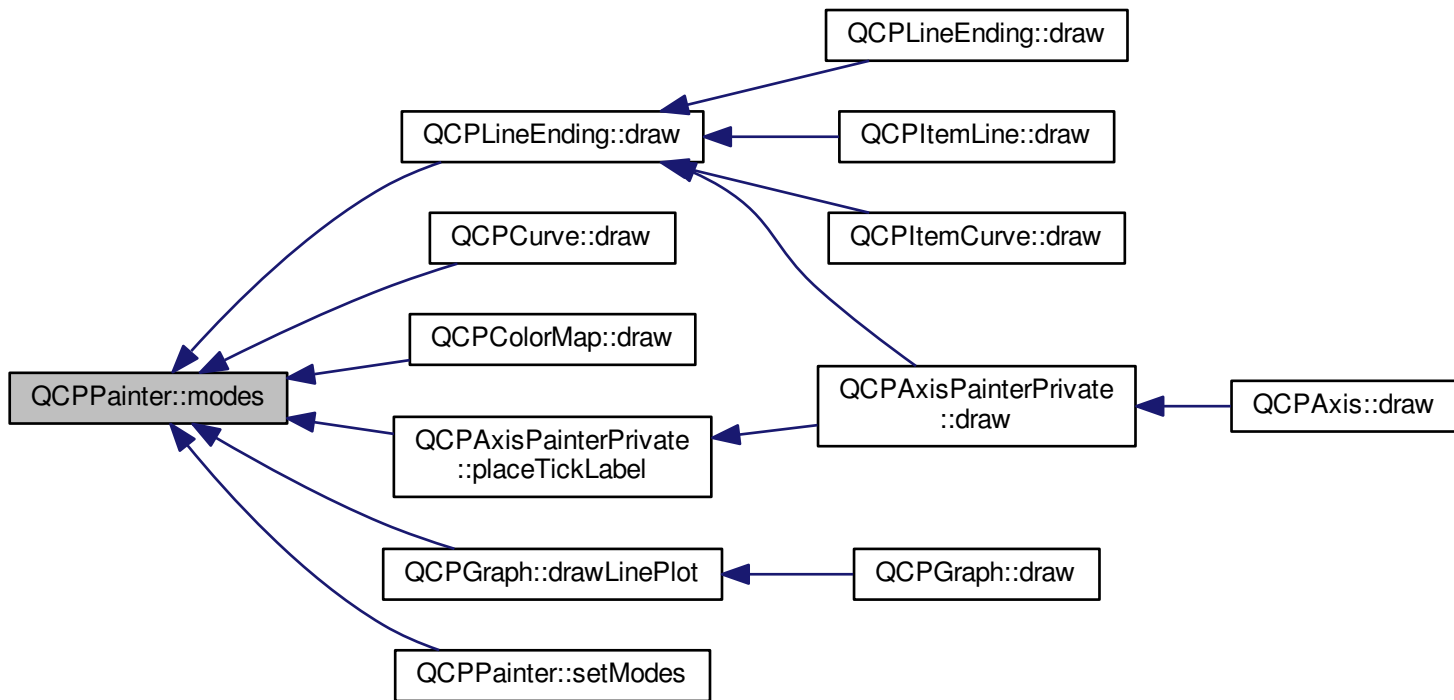 QCPLineEnding::draw
QCPLineEnding::draw
QCPItemLine::draw
QCPCurve::draw
QCPItemCurve::draw
QCPColorMap::draw
QCPPainter::modes
QCPAxisPainterPrivate
::draw
QCPAxis::draw
QCPAxisPainterPrivate
::placeTickLabel
QCPGraph::drawLinePlot
QCPGraph::draw
QCPPainter::setModes